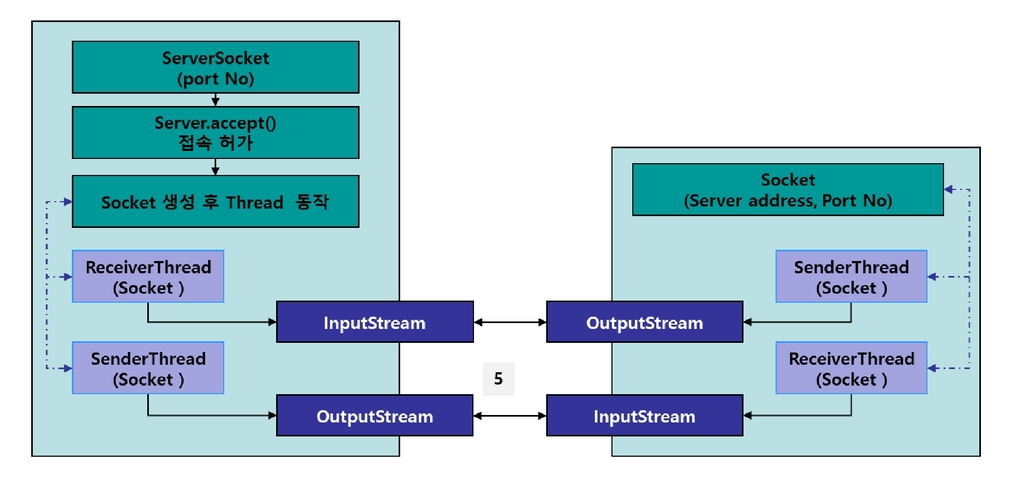 ServerSocket
(port No)
Server.accept()
접속 허가
Socket 생성 후 Thread 동작
ReceiverThread
(Socket )
InputStream
SenderThread
(Socket )
OutputStream
5
Socket
(Server address, Port No)
SenderThread
(Socket )
OutputStream
ReceiverThread
(Socket )
InputStream